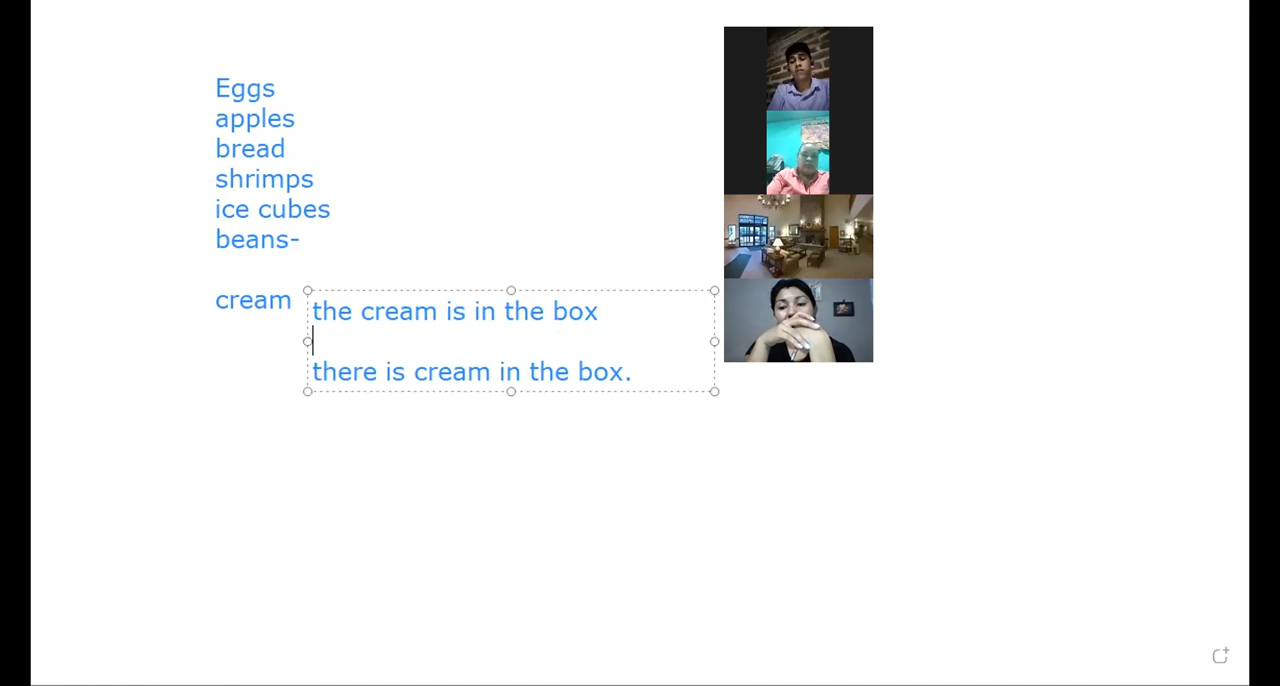 Eggs
apples
bread
shrimps
ice cubes
beans-
cream
the cream is in the box
there is cream in the box.